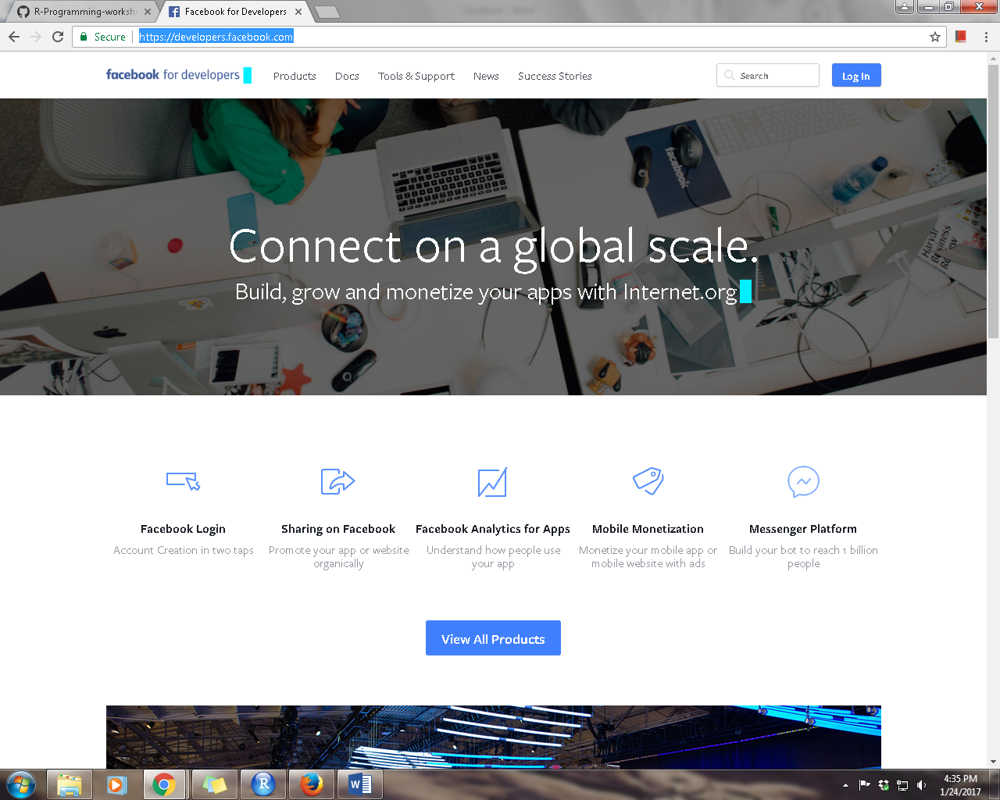 R-Programming-worksh
Facebook for Developers
Secure
https://developers.facebook.com
facebook for developers
Products
Docs
Tools & Support
News
Success Stories
Search
Log In
facebook
Harvard
Business
Review
Connect on a global scale.
Build, grow and monetize your apps with Internet.org
Facebook Login
Account Creation in two taps
Sharing on Facebook
Promote your app or website
organically
Facebook Analytics for Apps
Understand how people use
your app
Mobile Monetization
Monetize your mobile app or
mobile website with ads
Messenger Platform
Build your bot to reach 1 billion
people
View All Products
4:35 PM
1/24/2017